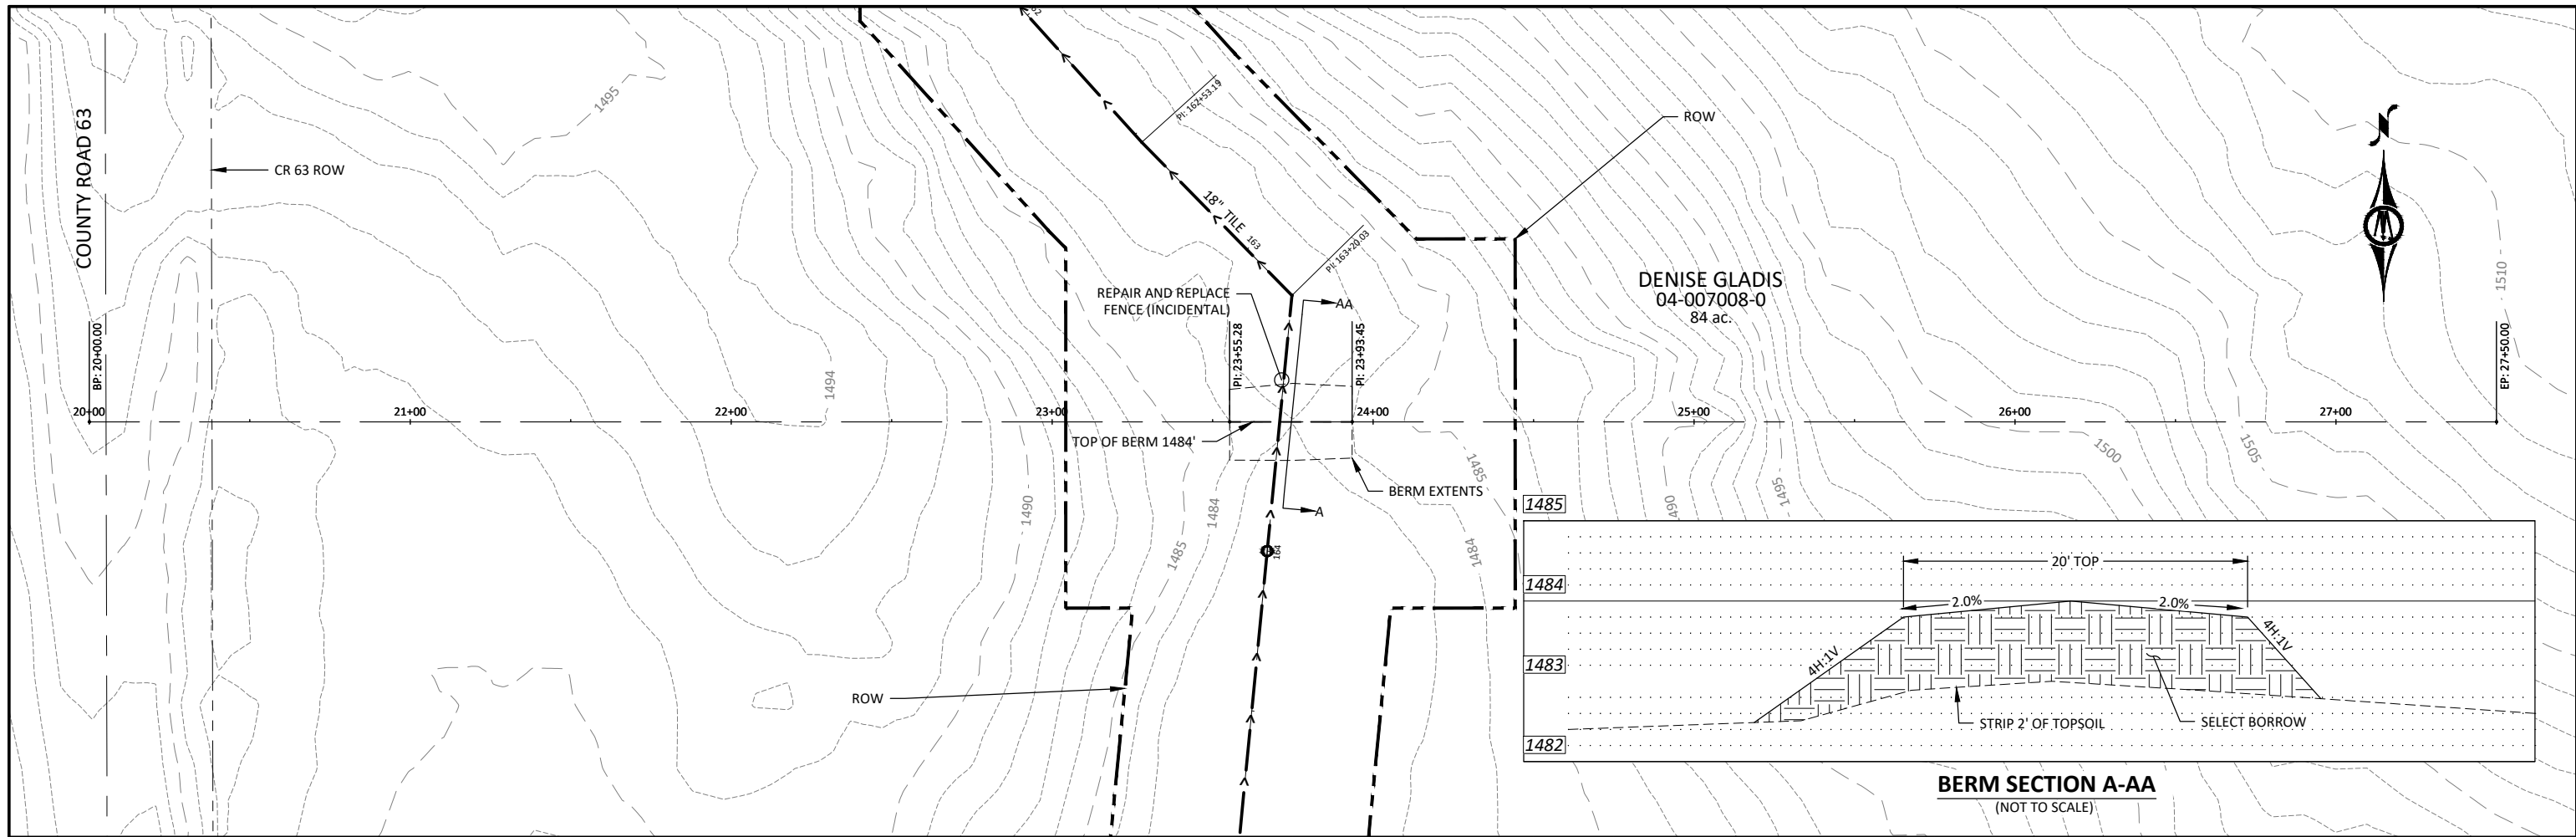 COUNTY ROAD 63
CR 63 ROW
1495
PI: 162+53.19
18" TILE
163
PI: 163+20.03
ROW
DENISE GLADIS
04-007008-0
84 ac.
1510
REPAIR AND REPLACE
FENCE (INCIDENTAL)
AA
BP: 20+00.00
PI: 23+55.28
PI: 23+93.45
EP: 27+50.00
1494
20+00
21+00
22+00
23+00
24+00
25+00
26+00
27+00
TOP OF BERM 1484'
1500
1505
1485
BERM EXTENTS
1495
490
1490
1484
A
1485
1484
164
ROW
1485
1484
1483
1482
20' TOP
2.0%
2.0%
4H:1V
4H:1V
STRIP 2' OF TOPSOIL
SELECT BORROW
BERM SECTION A-AA
(NOT TO SCALE)